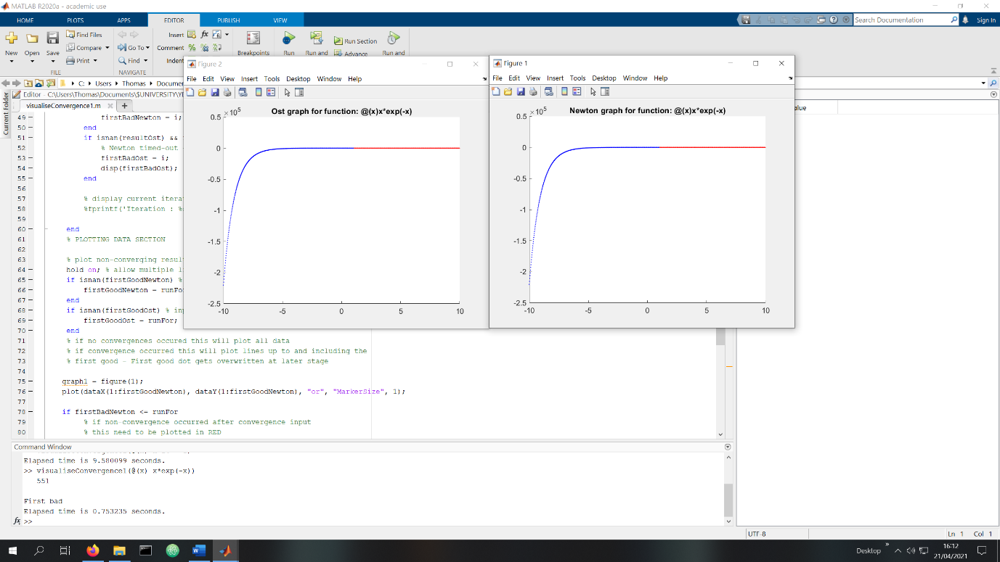 MATLAB R2020a - academic use
HOME PLOTS APPS EDITOR PUBLISH VIEW
Search Documentation
Sign In
New Open Save
Find Files
Compare
Print
FILE
Go To
Find
NAVIGATE
Insert
Comment
Indent
Breakpoints
Run
Run and
Run Section
Advance
Run and
C: Users Thomas
Editor - C:\Users\Thomas\Documents\$UNIVERSITY\
visualiseConvergence1.m
Current Folder
49 firstBadNewton = i;
50 end
51 if isnan(resultOst) &&
52 % Newton timed-out
53 firstBadOst = i;
54 disp(firstBadOst);
55 end
56
57 % display current
58 %fprintf('Iteration :
59
60 end
61 % PLOTTING DATA SECTION
62
63 % plot non-converging
64 hold on; % allow multiple
65 if isnan(firstGoodNewton) %
66 firstGoodNewton =
67 end
68 if isnan(firstGoodOst) %
69 firstGoodOst = runFor;
70 end
71 % if no convergences occured this will plot all data
72 % if convergence occurred this will plot lines up to and including the
73 % first good - First good dot gets overwritten at later stage
74
75 graph1 = figure(1);
76 plot(dataX(1:firstGoodNewton), dataY(1:firstGoodNewton), "or", "MarkerSize", 1);
77
78 if firstBadNewton <= runFor
79 % if non-convergence occurred after convergence input
80 % this need to be plotted in RED
Figure 2
File Edit View Insert Tools Desktop Window Help
×10^5
Ost graph for function: @(x)x*exp(-x)
0.5
0
-0.5
-1
-1.5
-2
-2.5
-10 -5 0 5 10
Figure 1
File Edit View Insert Tools Desktop Window Help
×10^5
Newton graph for function: @(x)x*exp(-x)
0.5
0
-0.5
-1
-1.5
-2
-2.5
-10 -5 0 5 10
Command Window
Elapsed time is 9.580099 seconds.
>> visualiseConvergence1(@(x) x*exp(-x))
551
First bad
Elapsed time is 0.753235 seconds.
fx >>
UTF-8
Ln 1 Col 1
Desktop
16:12
21/04/2021